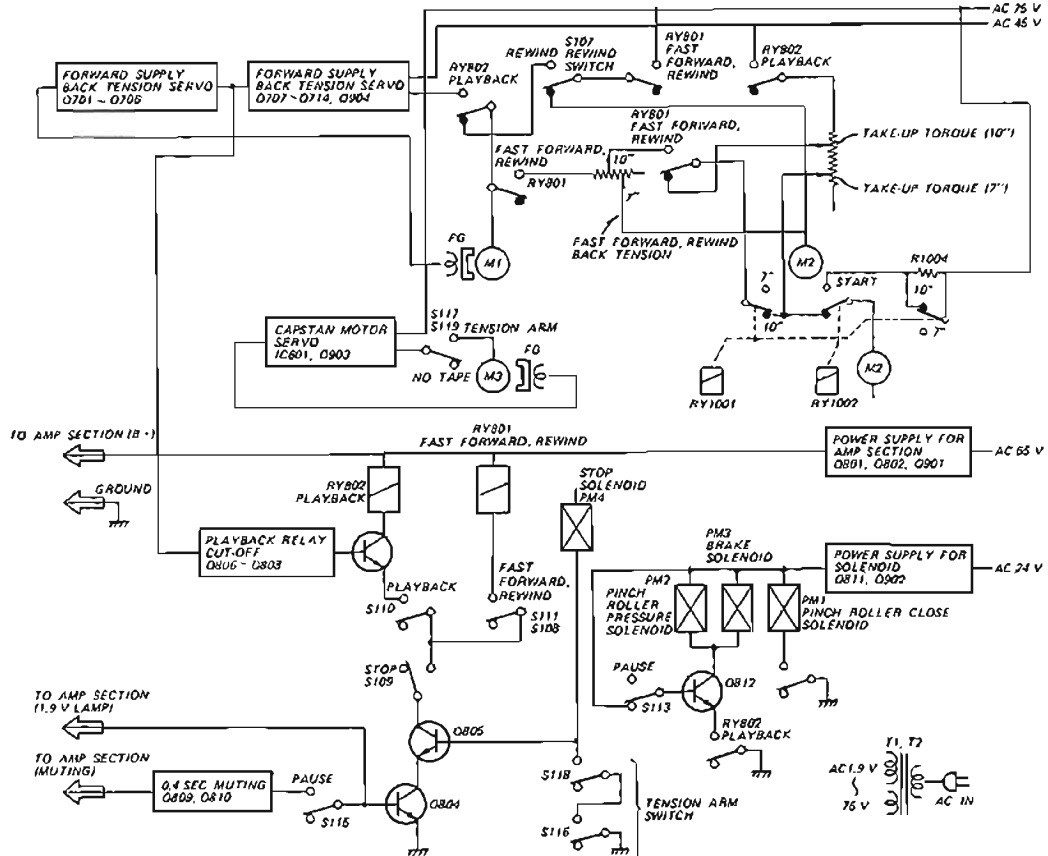 AC 75 V
AC 45 V
FORWARD SUPPLY
BACK TENSION SERVO
Q701 ~ Q706
FORWARD SUPPLY
BACK TENSION SERVO
Q707 ~ Q714, Q904
RY802
PLAYBACK
REWIND
S107
REWIND
SWITCH
RY801
FAST
FORWARD,
REWIND
RY802
PLAYBACK
RY801
FAST FORWARD,
REWIND
FAST FORWARD,
REWIND
RY801
10"
7"
FAST FORWARD, REWIND
BACK TENSION
TAKE-UP TORQUE (10")
TAKE-UP TORQUE (7")
FG
M1
M2
START
R1004
10"
7"
7"
10"
M2
RY1001
RY1002
CAPSTAN MOTOR
SERVO
IC601, Q903
S117
S119
TENSION ARM
NO TAPE
M3
FG
TO AMP SECTION (B+)
GROUND
RY801
FAST FORWARD, REWIND
RY802
PLAYBACK
STOP
SOLENOID
PM4
POWER SUPPLY FOR
AMP SECTION
Q801, Q802, Q901
AC 65 V
PLAYBACK RELAY
CUT-OFF
Q806 ~ Q808
PLAYBACK
S110
FAST
FORWARD,
REWIND
S111
S108
STOP
S109
PM3
BRAKE
SOLENOID
PM2
PINCH
ROLLER
PRESSURE
SOLENOID
PM1
PINCH ROLLER CLOSE
SOLENOID
POWER SUPPLY FOR
SOLENOID
Q811, Q902
AC 24 V
PAUSE
S113
Q812
RY802
PLAYBACK
TO AMP SECTION
(1.9 V LAMP)
TO AMP SECTION
(MUTING)
0.4 SEC MUTING
Q809, Q810
PAUSE
S115
Q805
Q804
S118
S116
TENSION ARM
SWITCH
T1, T2
AC 1.9 V
75 V
AC IN